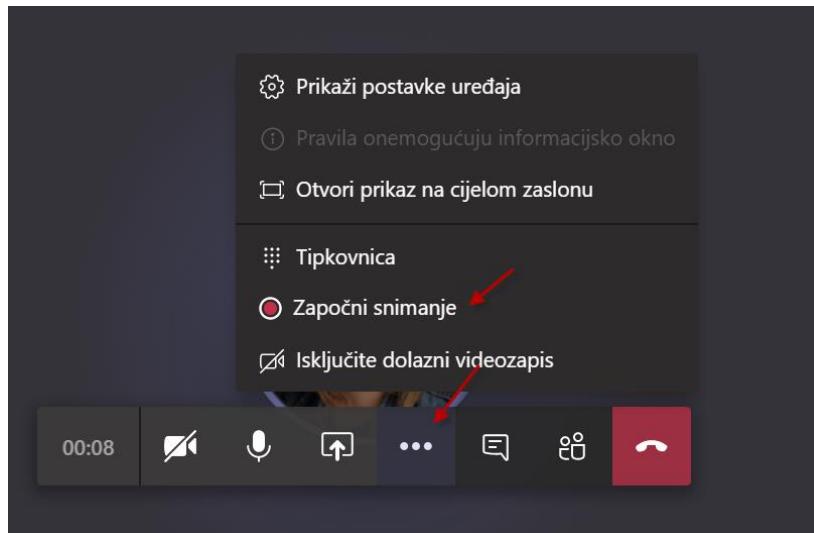 Prikaži postavke uređaja
Pravila onemogućuju informacijsko okno
Otvori prikaz na cijelom zaslonu
Tipkovnica
Započni snimanje
Isključite dolazni videozapis
00:08